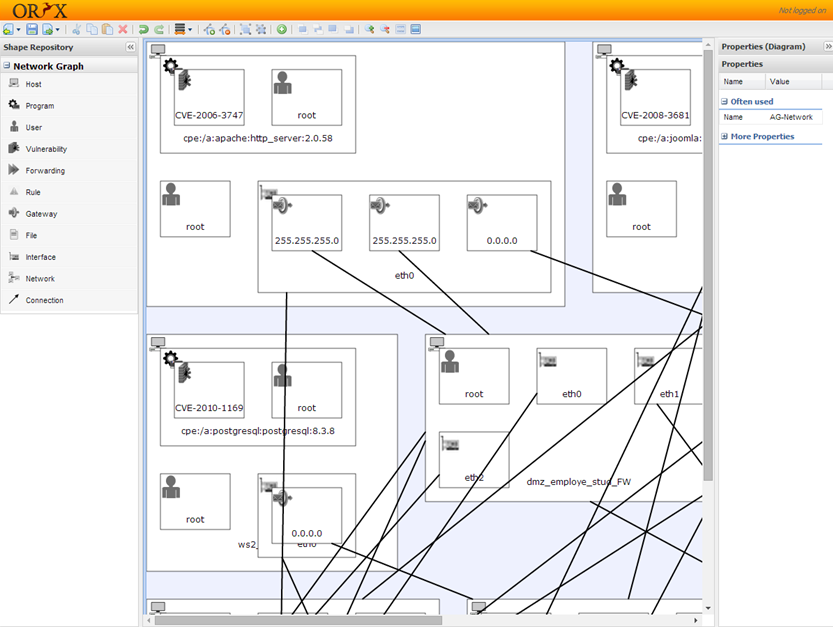 ORYX
Not logged on
Shape Repository
Network Graph
Host
Program
User
Vulnerability
Forwarding
Rule
Gateway
File
Interface
Network
Connection
CVE-2006-3747
root
cpe:/a:apache:http_server:2.0.58
root
255.255.255.0
255.255.255.0
0.0.0.0
eth0
CVE-2008-3681
cpe:/a:joomla:
root
CVE-2010-1169
root
cpe:/a:postgresql:postgresql:8.3.8
root
0.0.0.0
ws2_
eth0
root
eth0
eth1
eth2
dmz_employe_stud_FW
Properties (Diagram)
Properties
Name Value
Often used
Name AG-Network
More Properties